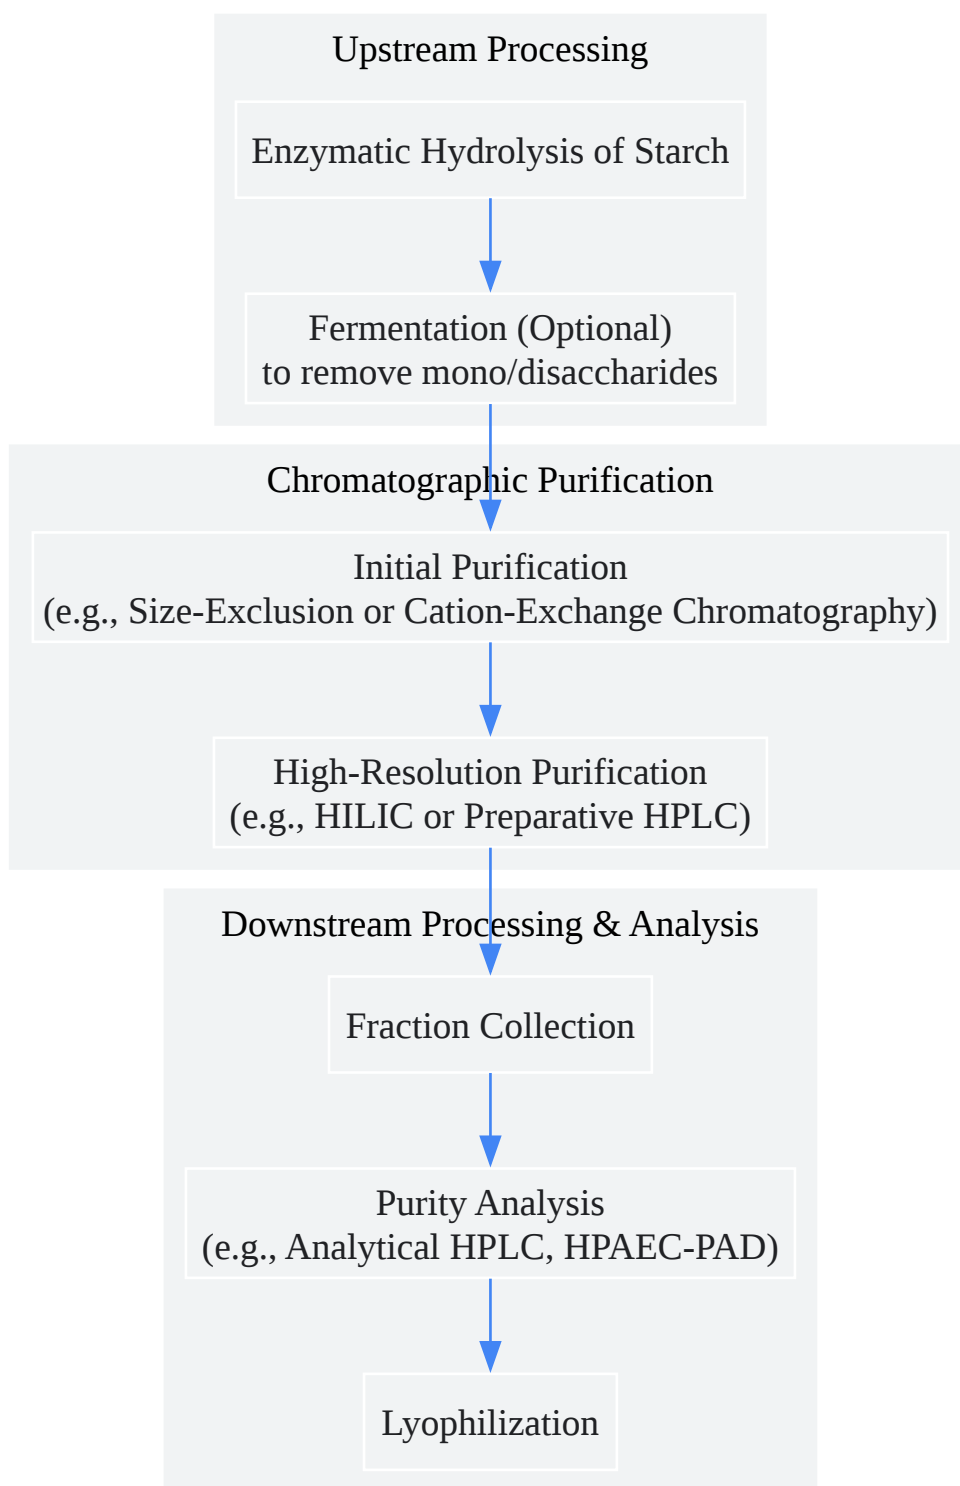 Upstream Processing
Enzymatic Hydrolysis of Starch
Fermentation (Optional)
to remove mono/disaccharides
Chromatographic Purification
Initial Purification
(e.g., Size-Exclusion or Cation-Exchange Chromatography)
High-Resolution Purification
(e.g., HILIC or Preparative HPLC)
Downstream Processing & Analysis
Fraction Collection
Purity Analysis
(e.g., Analytical HPLC, HPAEC-PAD)
Lyophilization